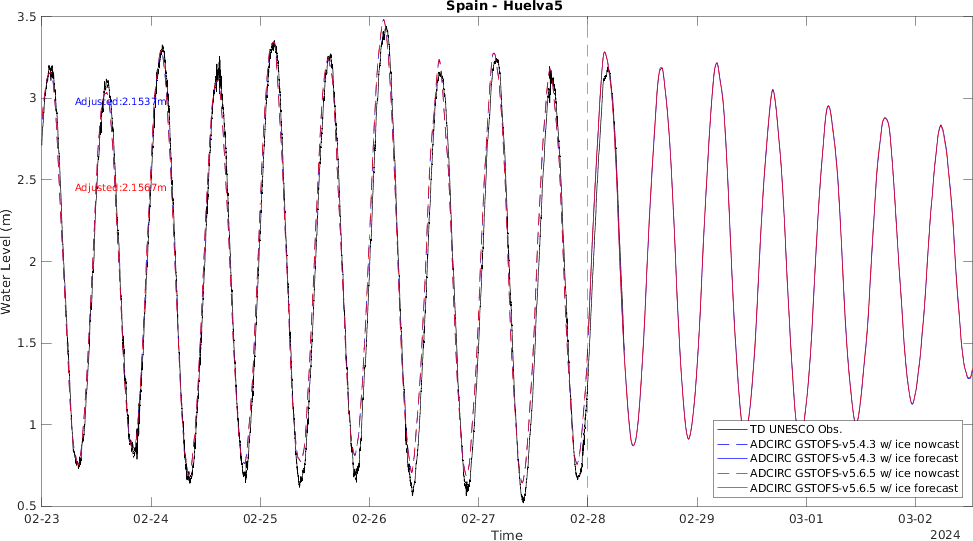 Spain - Huelva5
3.5
3
2.5
2
1.5
1
0.5
Water Level (m)
Adjusted:2.1537m
Adjusted:2.1567m
TD UNESCO Obs.
ADCIRC GSTOFS-v5.4.3 w/ ice nowcast
ADCIRC GSTOFS-v5.4.3 w/ ice forecast
ADCIRC GSTOFS-v5.6.5 w/ ice nowcast
ADCIRC GSTOFS-v5.6.5 w/ ice forecast
02-23 02-24 02-25 02-26 02-27 02-28 02-29 03-01 03-02
Time
2024